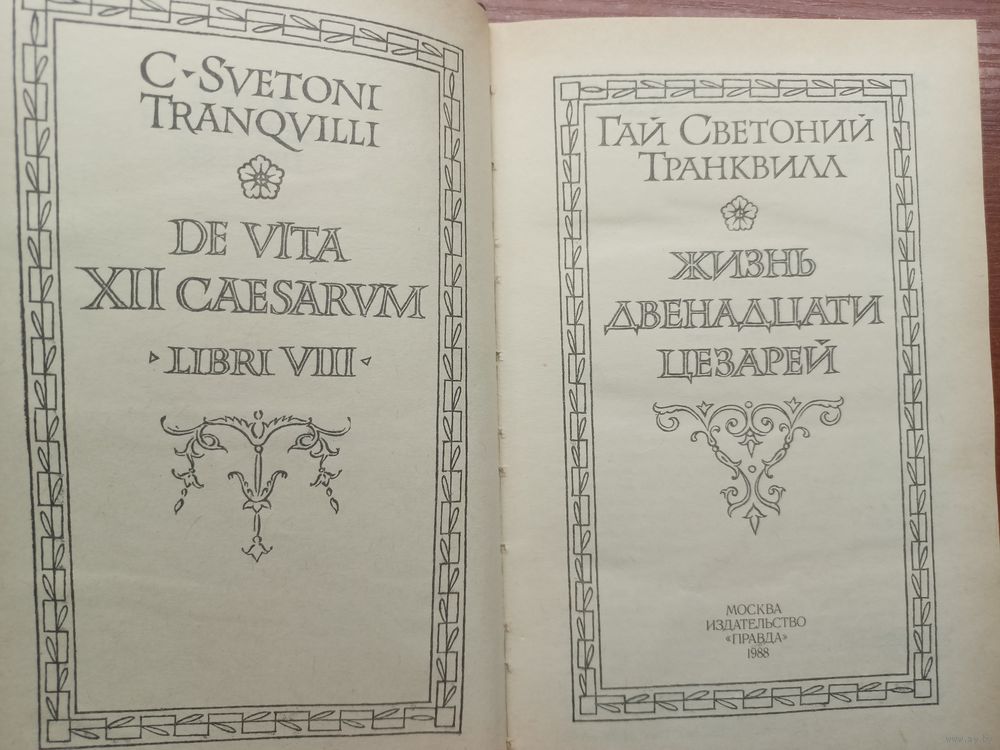 C SVETONI
TRANQVILLI
DE VITA
XII CAESARVM
LIBRI VIII
ГАЙ СВЕТОНИЙ
ТРАНКВИЛЛ
ЖИЗНЬ
ДВЕНАДЦАТИ
ЦЕЗАРЕЙ
МОСКВА
ИЗДАТЕЛЬСТВО
«ПРАВДА»
1988